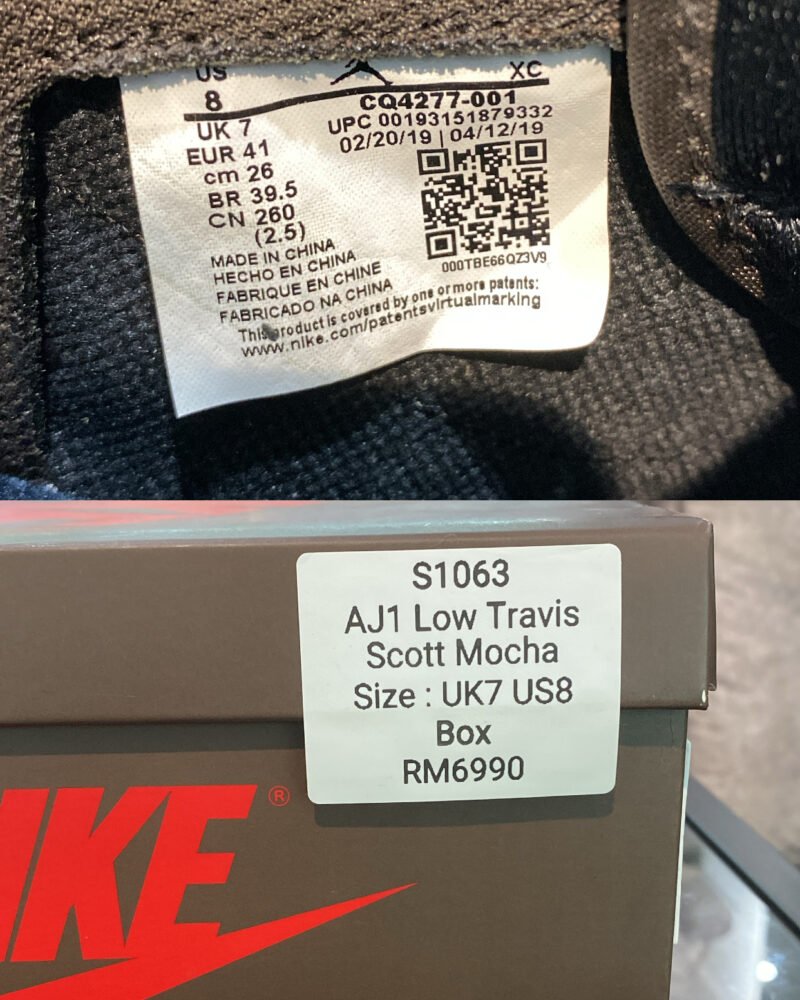 US
8
UK 7
EUR 41
cm 26
BR 39.5
CN 260
(2.5)
XC
CQ4277-001
UPC 00193151879332
02/20/19 | 04/12/19
000TBE66QZ3V9
MADE IN CHINA
HECHO EN CHINA
FABRIQUE EN CHINE
FABRICADO NA CHINA
This product is covered by one or more patents:
www.nike.com/patentsvirtualmarking
S1063
AJ1 Low Travis
Scott Mocha
Size : UK7 US8
Box
RM6990
IKE®